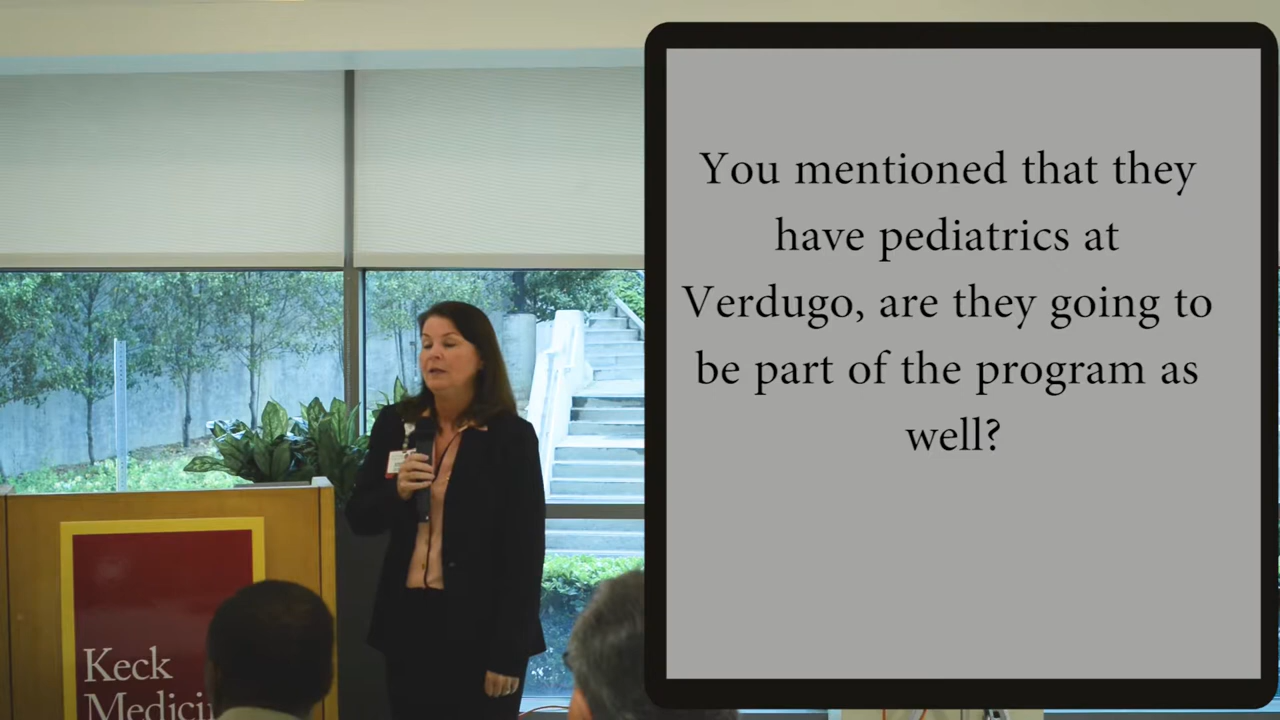 You mentioned that they
have pediatrics at
Verdugo, are they going to
be part of the program as
well?
Keck